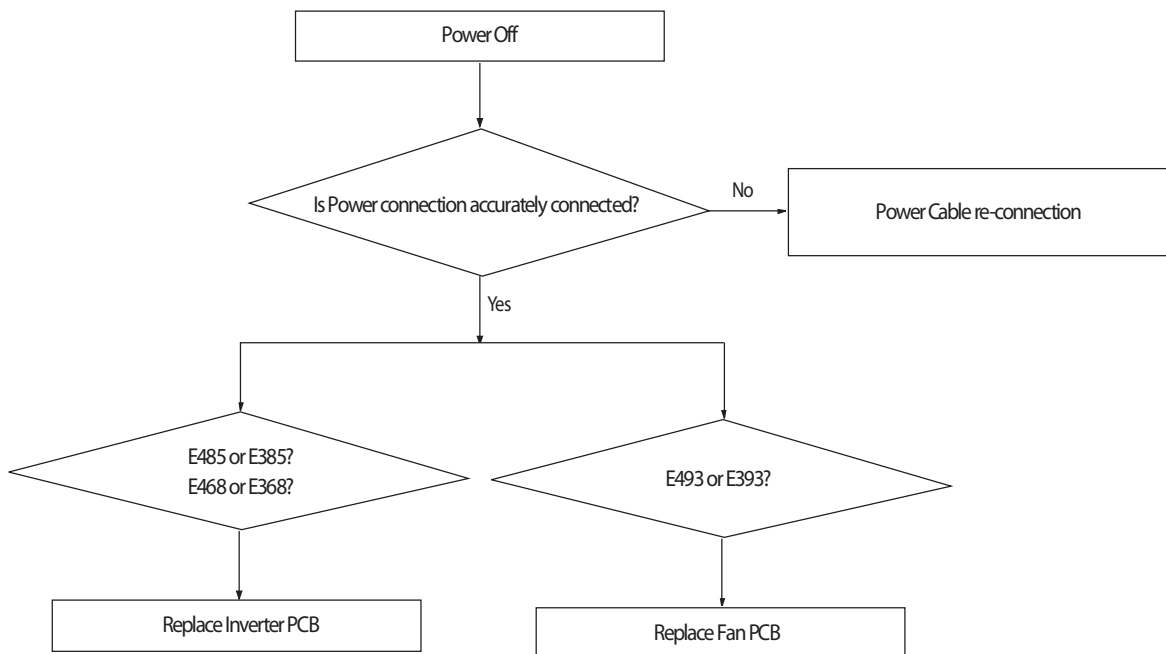 Power Off
Is Power connection accurately connected?
No
Power Cable re-connection
Yes
E485 or E385?
E468 or E368?
E493 or E393?
Replace Inverter PCB
Replace Fan PCB